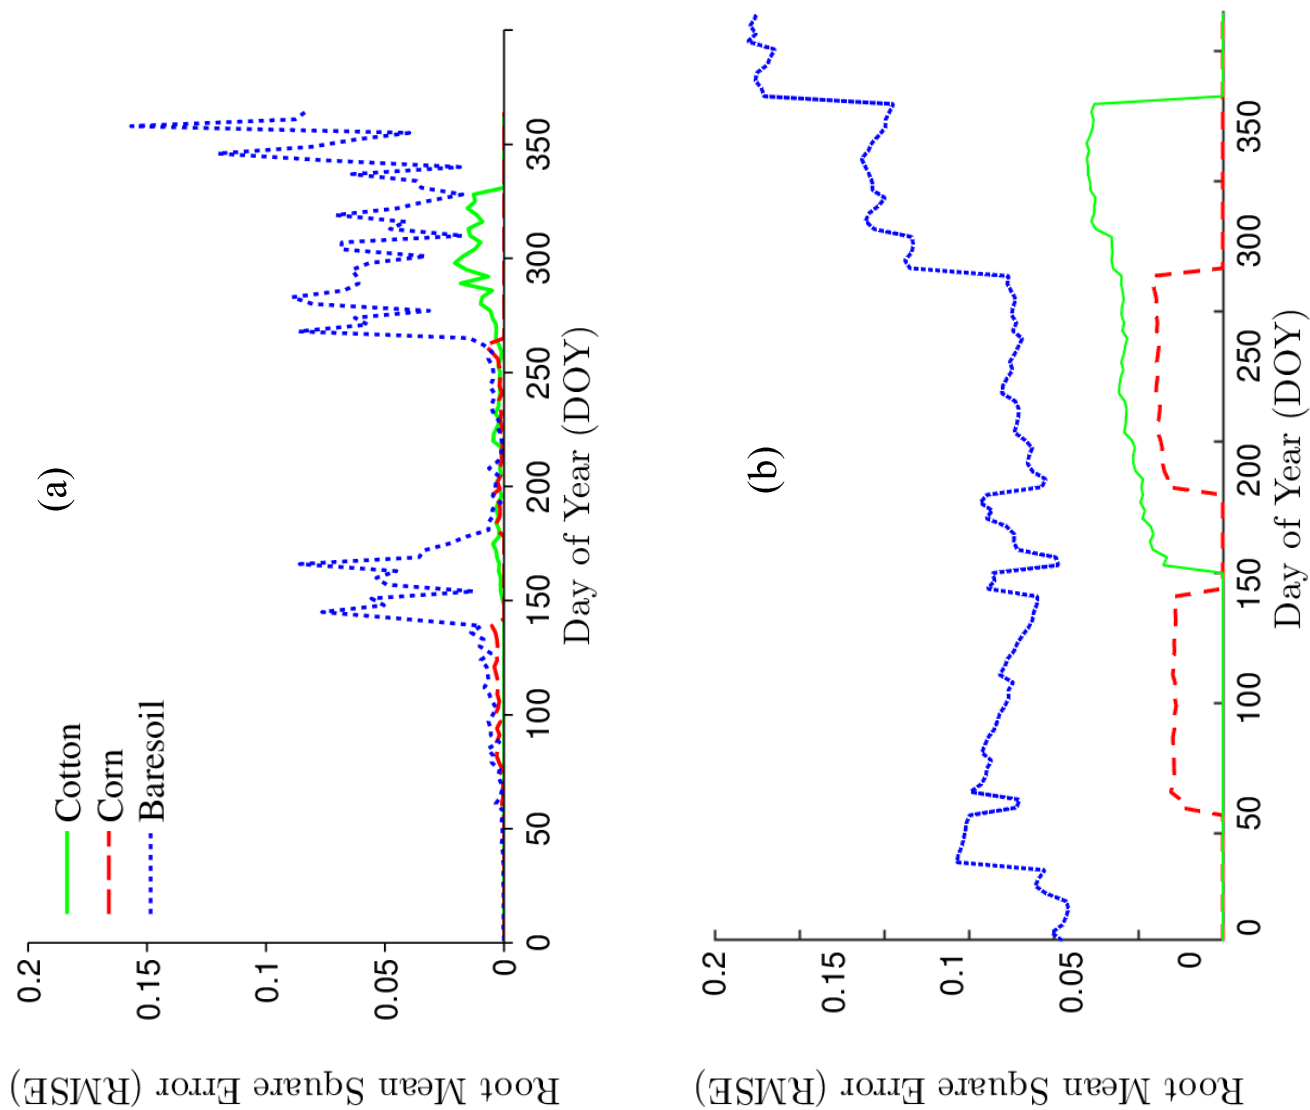 (a)
Cotton
Corn
Baresoil
0.2
0.15
0.1
0.05
0
0
50
100
150
200
250
300
350
Day of Year (DOY)
Root Mean Square Error (RMSE)
(b)
0.2
0.15
0.1
0.05
0
0
50
100
150
200
250
300
350
Day of Year (DOY)
Root Mean Square Error (RMSE)